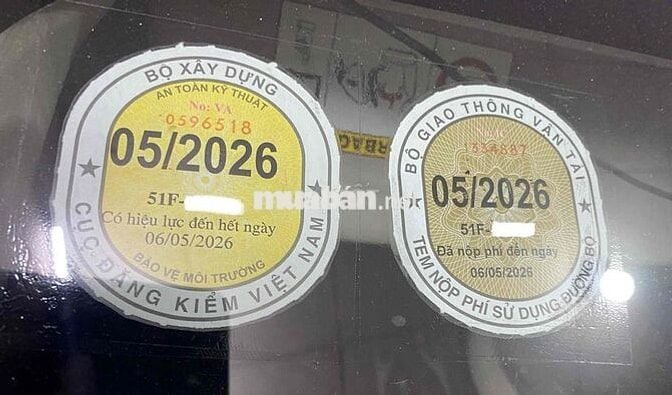 BỘ XÂY DỰNG
AN TOÀN KỸ THUẬT
No: VA
0596518
05/2026
51F-
Có hiệu lực đến hết ngày
06/05/2026
BẢO VỆ MÔI TRƯỜNG
CỤC ĐĂNG KIỂM VIỆT NAM
BỘ GIAO THÔNG VẬN TẢI
05/2026
51F-
Đã nộp phí đến ngày
06/05/2026
TEM NỘP PHÍ SỬ DỤNG ĐƯỜNG BỘ
muaban.net